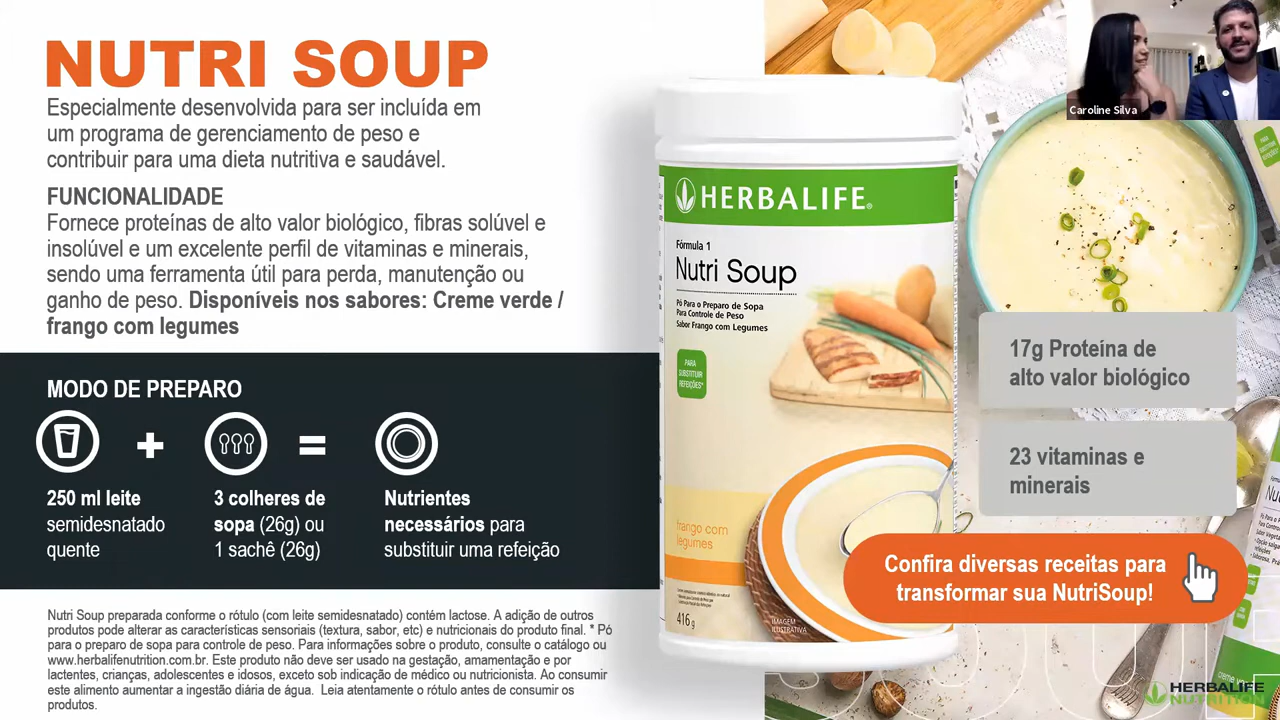 NUTRI SOUP
Especialmente desenvolvida para ser incluída em
um programa de gerenciamento de peso e
contribuir para uma dieta nutritiva e saudável.
FUNCIONALIDADE
Fornece proteínas de alto valor biológico, fibras solúvel e
insolúvel e um excelente perfil de vitaminas e minerais,
sendo uma ferramenta útil para perda, manutenção ou
ganho de peso. Disponíveis nos sabores: Creme verde /
frango com legumes
MODO DE PREPARO
+
=
250 ml leite
semidesnatado
quente
3 colheres de
sopa (26g) ou
1 sachê (26g)
Nutrientes
necessários para
substituir uma refeição
Nutri Soup preparada conforme o rótulo (com leite semidesnatado) contém lactose. A adição de outros
produtos pode alterar as características sensoriais (textura, sabor, etc) e nutricionais do produto final. * Pó
para o preparo de sopa para controle de peso. Para informações sobre o produto, consulte o catálogo ou
www.herbalifenutrition.com.br. Este produto não deve ser usado na gestação, amamentação e por
lactentes, crianças, adolescentes e idosos, exceto sob indicação de médico ou nutricionista. Ao consumir
este alimento aumentar a ingestão diária de água. Leia atentamente o rótulo antes de consumir os
produtos.
HERBALIFE®
Fórmula 1
Nutri Soup
Pó Para o Preparo de Sopa
Para Controle de Peso
Sabor Frango com Legumes
PARA
SUBSTITUIR
REFEIÇÕES*
frango com
legumes
416g
IMAGEM
ILUSTRATIVA
Caroline Silva
17g Proteína de
alto valor biológico
23 vitaminas e
minerais
Confira diversas receitas para
transformar sua NutriSoup!
HERBALIFE
NUTRITION